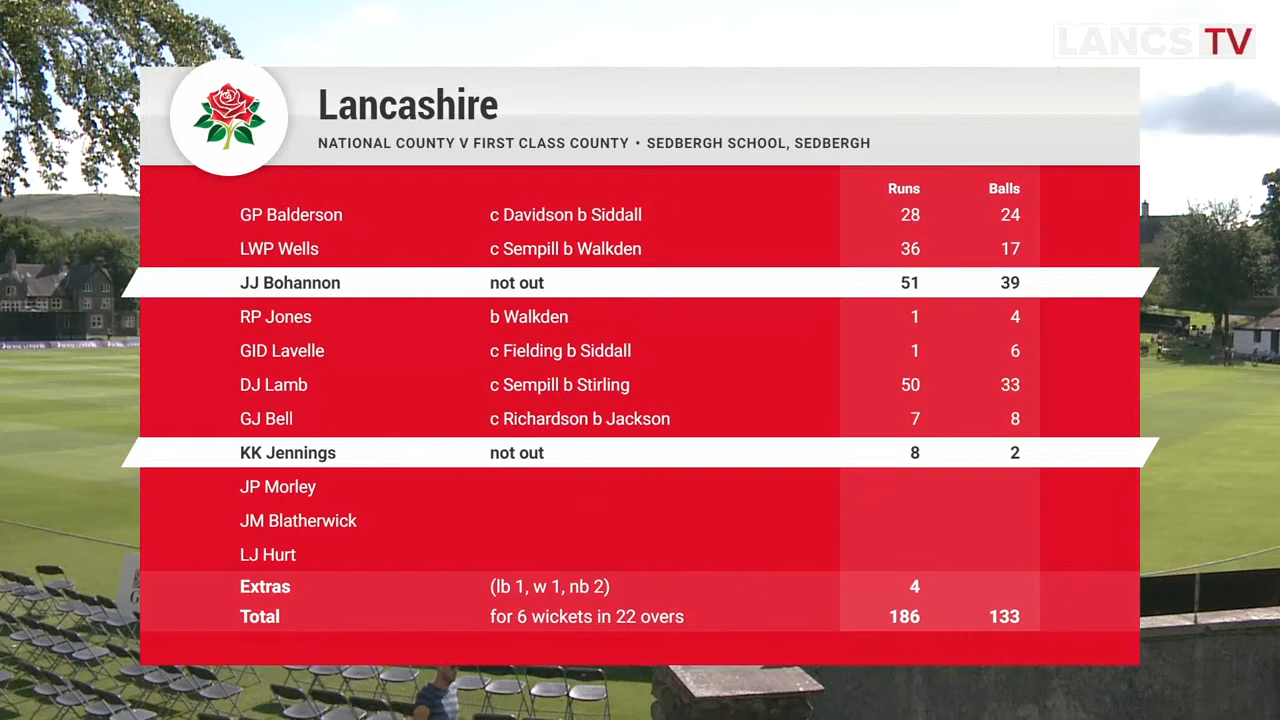 LANCS TV
Lancashire
NATIONAL COUNTY V FIRST CLASS COUNTY • SEDBERGH SCHOOL, SEDBERGH
Runs Balls
GP Balderson c Davidson b Siddall 28 24
LWP Wells c Sempill b Walkden 36 17
JJ Bohannon not out 51 39
RP Jones b Walkden 1 4
GID Lavelle c Fielding b Siddall 1 6
DJ Lamb c Sempill b Stirling 50 33
GJ Bell c Richardson b Jackson 7 8
KK Jennings not out 8 2
JP Morley
JM Blatherwick
LJ Hurt
Extras (lb 1, w 1, nb 2) 4
Total for 6 wickets in 22 overs 186 133